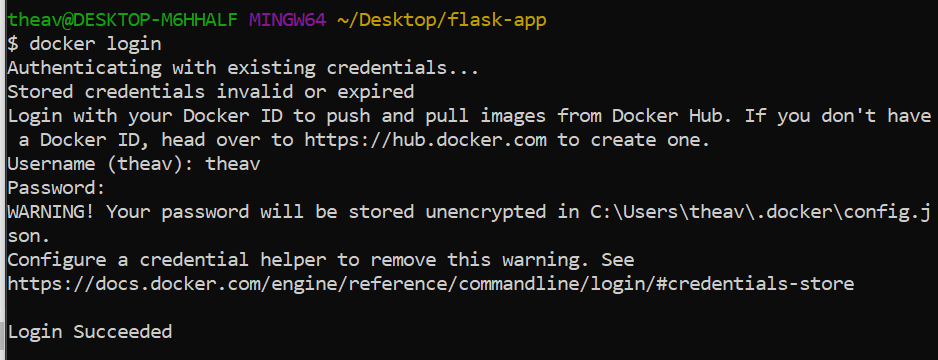 theav@DESKTOP-M6HHALF MINGW64 ~/Desktop/flask-app
$ docker login
Authenticating with existing credentials...
Stored credentials invalid or expired
Login with your Docker ID to push and pull images from Docker Hub. If you don't have
 a Docker ID, head over to https://hub.docker.com to create one.
Username (theav): theav
Password:
WARNING! Your password will be stored unencrypted in C:\Users\theav\.docker\config.j
son.
Configure a credential helper to remove this warning. See
https://docs.docker.com/engine/reference/commandline/login/#credentials-store
Login Succeeded